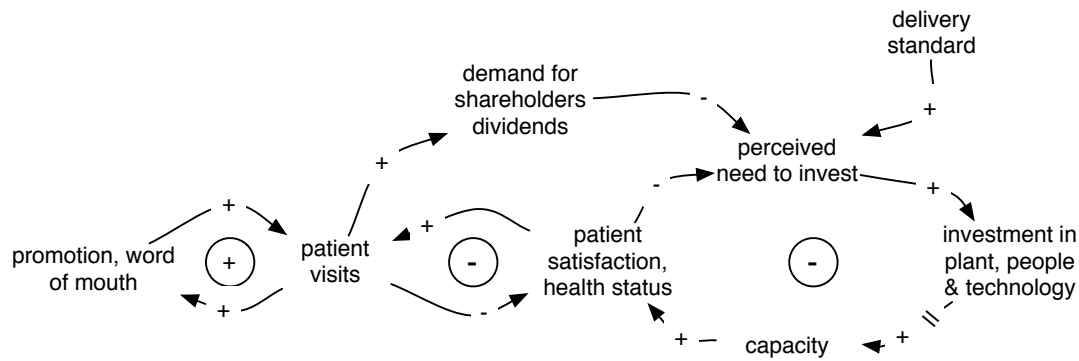 delivery
standard
demand for
shareholders
dividends
-
+
perceived
need to invest
+
-
+
+
+
promotion, word
of mouth
+
patient
visits
-
patient
satisfaction,
health status
-
investment in
plant, people
& technology
+
-
+
capacity
+
=